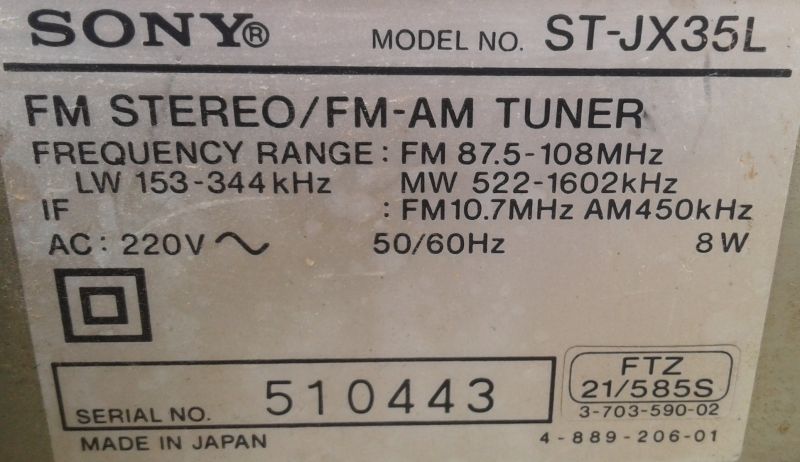 SONY® MODEL NO. ST-JX35L
FM STEREO/FM-AM TUNER
FREQUENCY RANGE: FM 87.5-108MHz
LW 153-344kHz MW 522-1602kHz
IF : FM10.7MHz AM450kHz
AC: 220V ∼ 50/60Hz 8W
SERIAL NO. 510443
FTZ
21/585S
3-703-590-02
MADE IN JAPAN 4-889-206-01